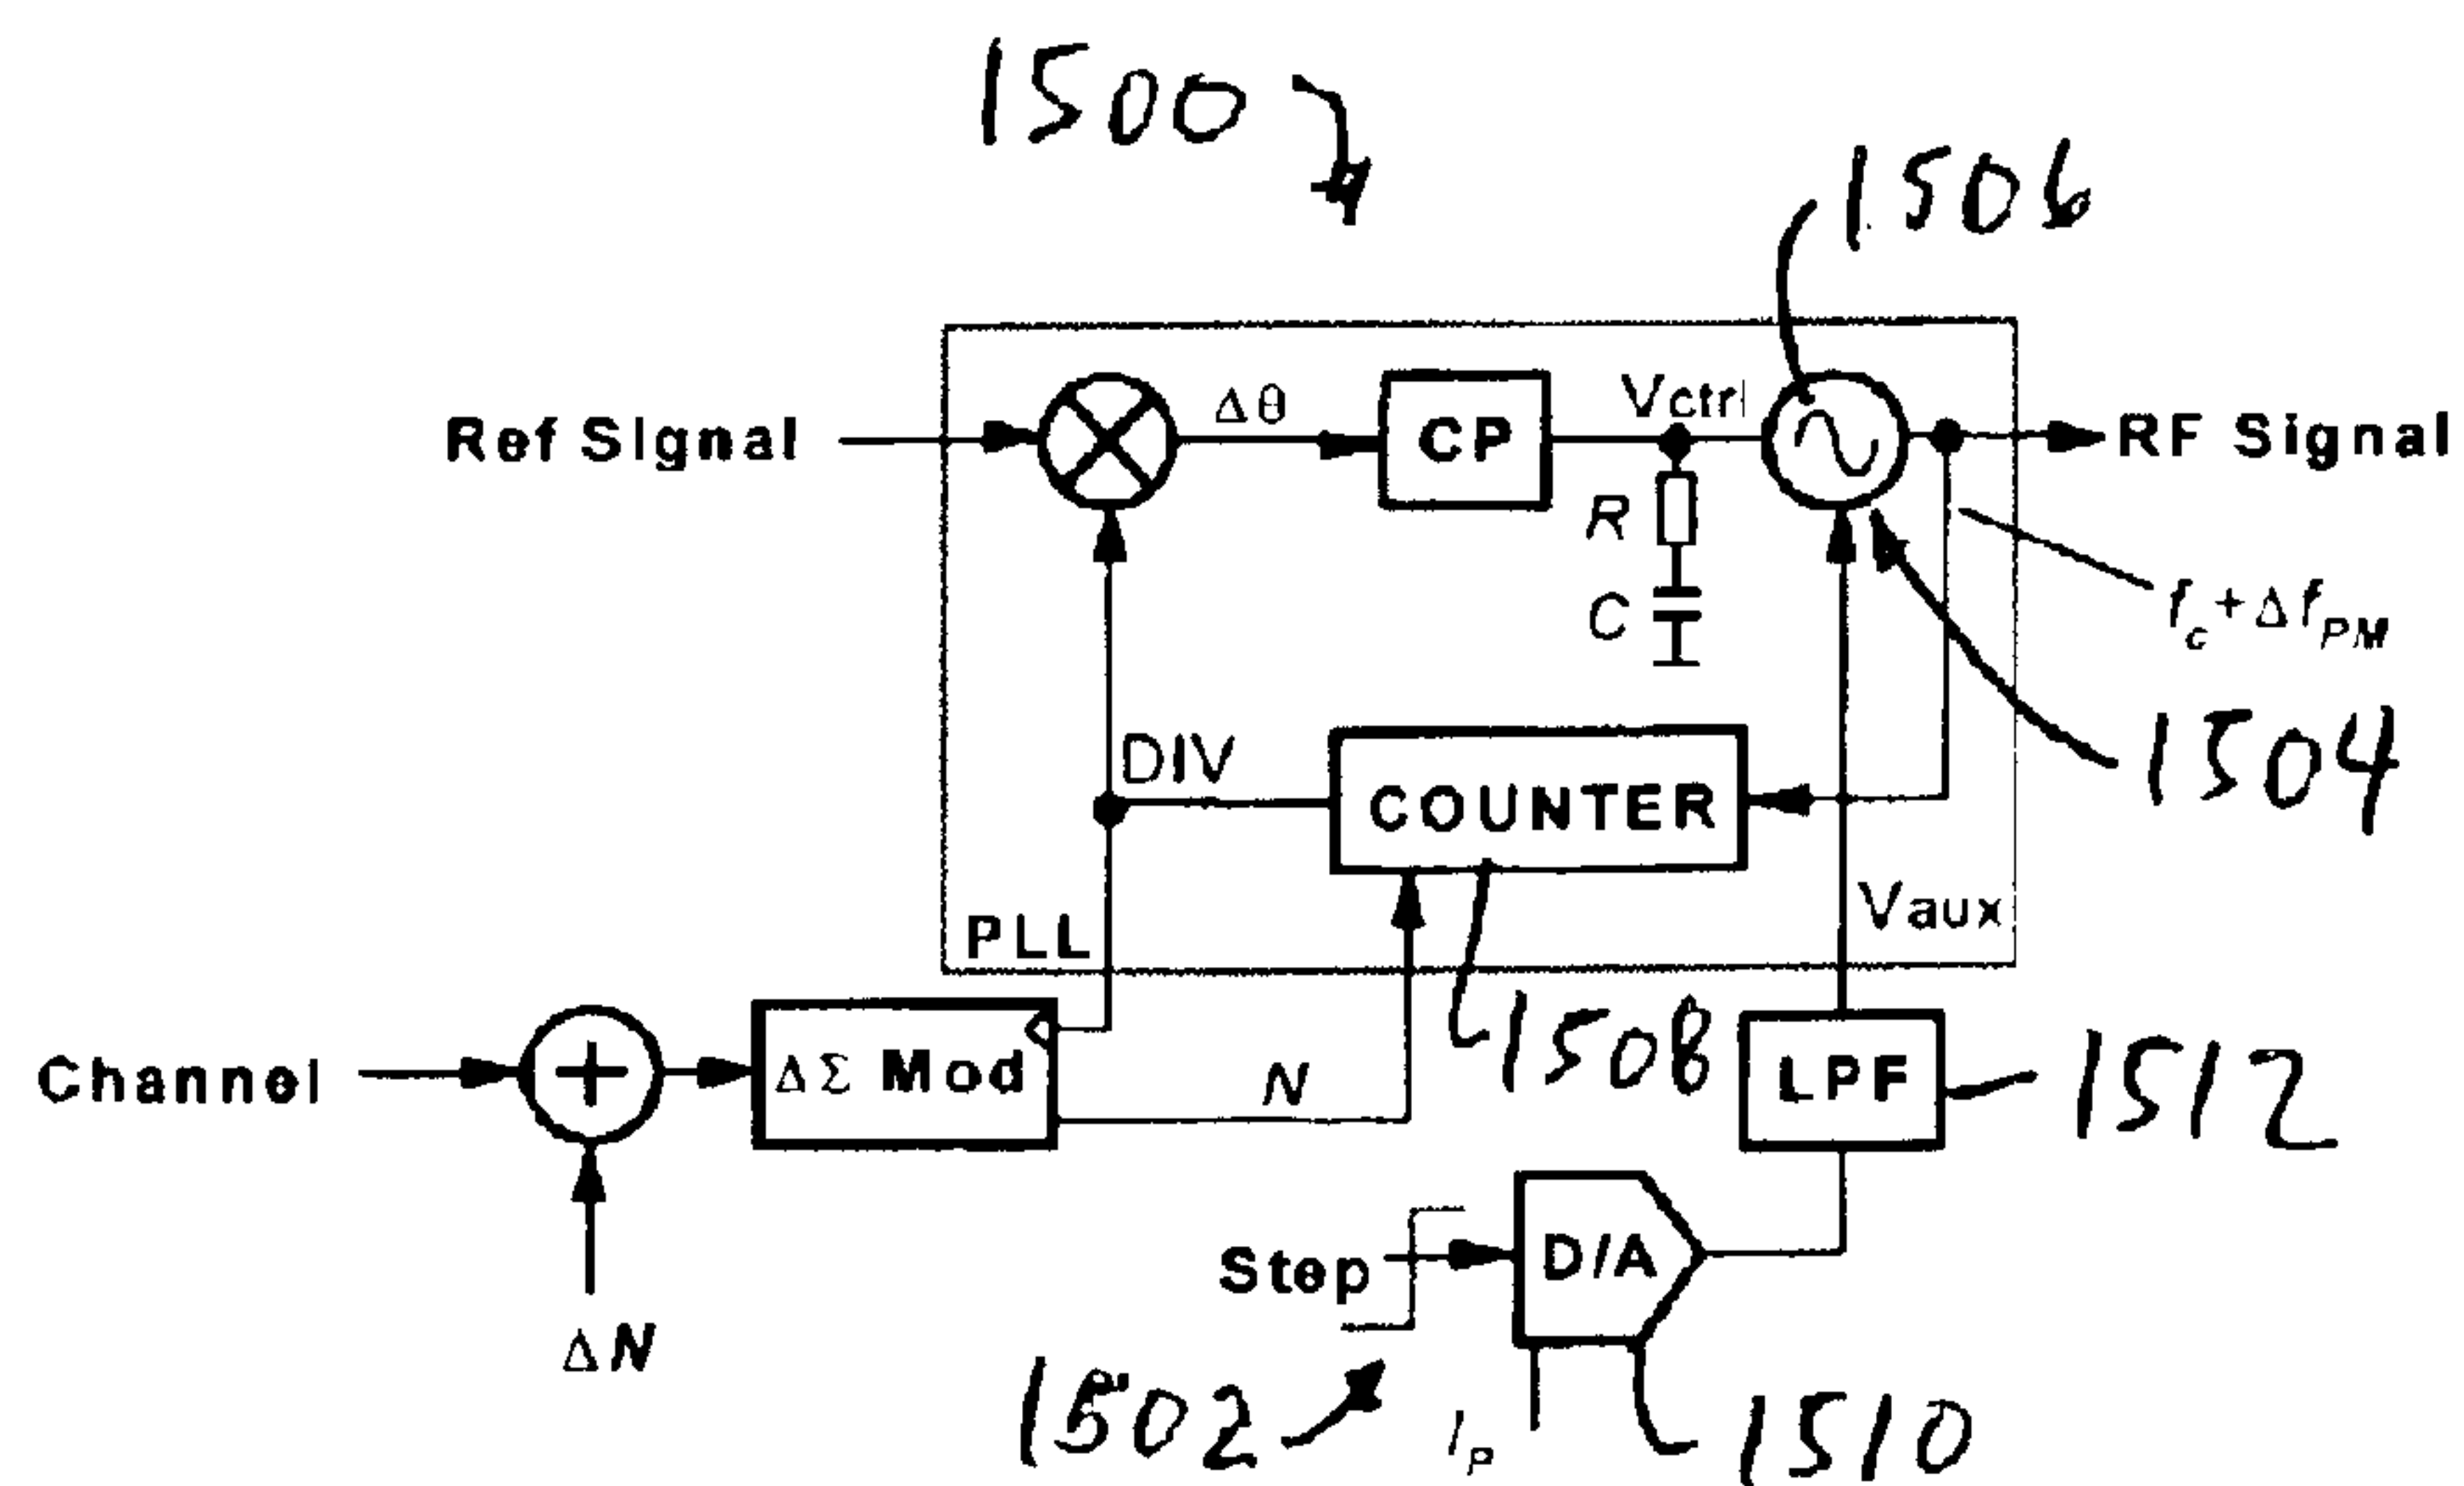 1500
1506
Ref Signal
Δθ
CP
Vctrl
RF Signal
R
C
f_c + Δf_PM
1504
DIV
COUNTER
Vaux
PLL
1508
Channel
+
ΔΣ Mod
N
LPF
1512
ΔN
Step
D/A
1502
I_P
1510